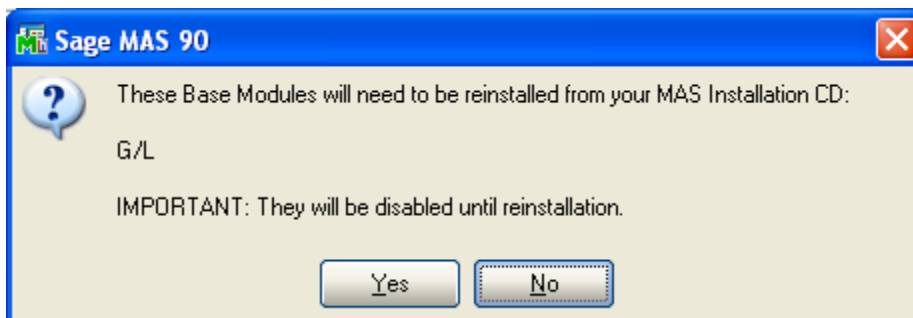 Sage MAS 90
These Base Modules will need to be reinstalled from your MAS Installation CD:
G/L
IMPORTANT: They will be disabled until reinstallation.
Yes
No